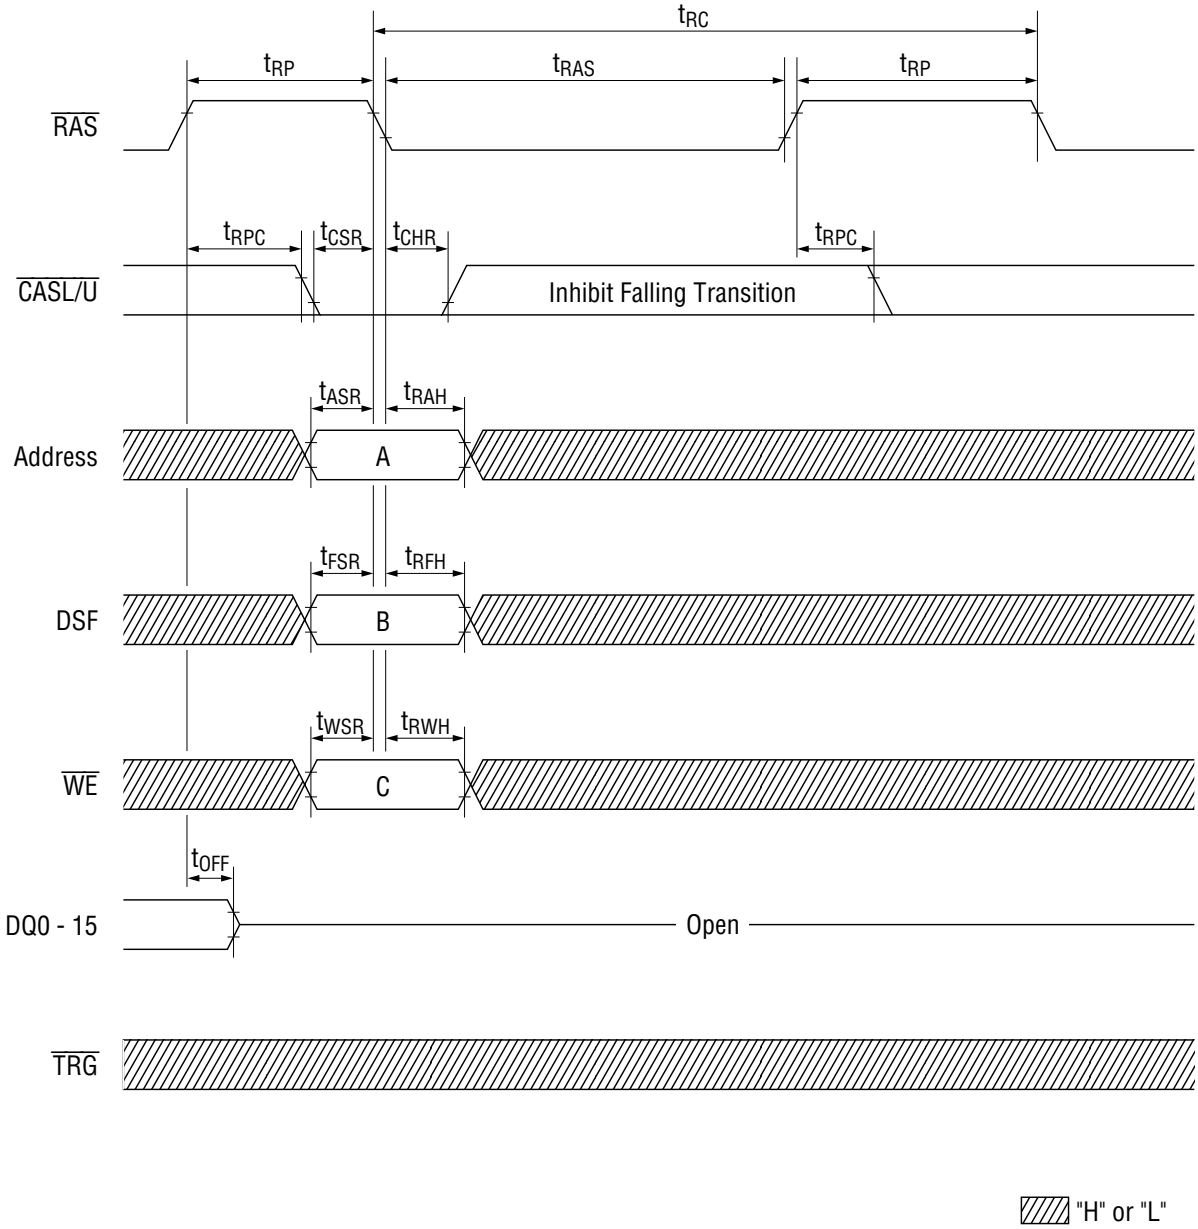 tRC
tRP tRAS tRP
RAS
tRPC tCSR tCHR tRPC
CASL/U Inhibit Falling Transition
tASR tRAH
Address A
tFSR tRFH
DSF B
tWSR tRWH
WE C
tOFF
DQ0 - 15 Open
TRG
"H" or "L"